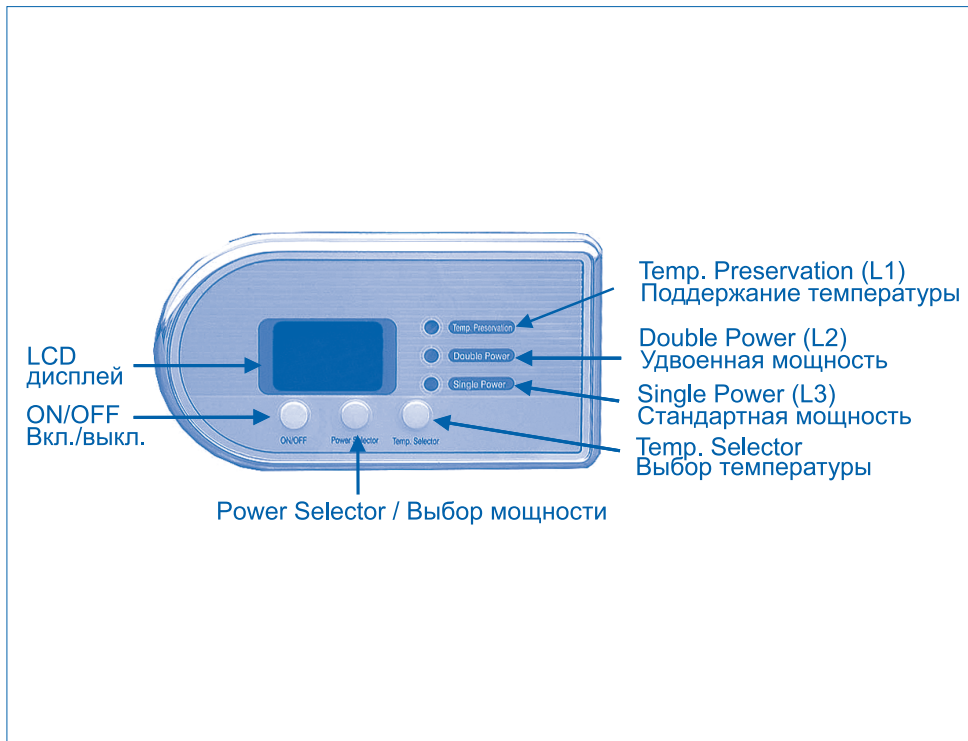 Temp. Preservation (L1)
Поддержание температуры
Temp. Preservation
Double Power (L2)
Удвоенная мощность
Double Power
LCD
дисплей
Single Power (L3)
Стандартная мощность
Single Power
ON/OFF
Вкл./выкл.
ON/OFF
Power Selector
Temp. Selector
Temp. Selector
Выбор температуры
Power Selector / Выбор мощности